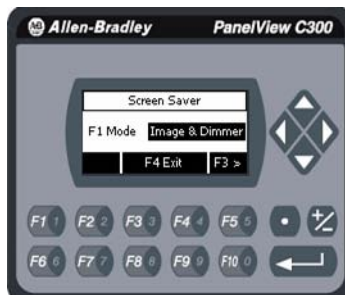 AB Allen-Bradley PanelView C300
Screen Saver
F1 Mode Image & Dimmer
F4 Exit F3 »
F1 1 F2 2 F3 3 F4 4 F5 5 • +/-
F6 6 F7 7 F8 8 F9 9 F10 0